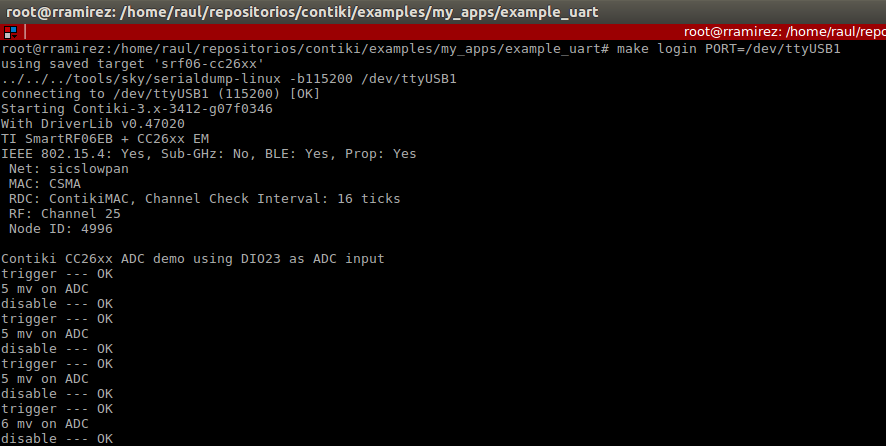 root@rramirez: /home/raul/repositorios/contiki/examples/my_apps/example_uart
root@rramirez: /home/raul/repo
root@rramirez:/home/raul/repositorios/contiki/examples/my_apps/example_uart# make login PORT=/dev/ttyUSB1
using saved target 'srf06-cc26xx'
../../../tools/sky/serialdump-linux -b115200 /dev/ttyUSB1
connecting to /dev/ttyUSB1 (115200) [OK]
Starting Contiki-3.x-3412-g07f0346
With DriverLib v0.47020
TI SmartRF06EB + CC26xx EM
IEEE 802.15.4: Yes, Sub-GHz: No, BLE: Yes, Prop: Yes
Net: sicslowpan
MAC: CSMA
RDC: ContikiMAC, Channel Check Interval: 16 ticks
RF: Channel 25
Node ID: 4996
Contiki CC26xx ADC demo using DIO23 as ADC input
trigger --- OK
5 mv on ADC
disable --- OK
trigger --- OK
5 mv on ADC
disable --- OK
trigger --- OK
5 mv on ADC
disable --- OK
trigger --- OK
6 mv on ADC
disable --- OK